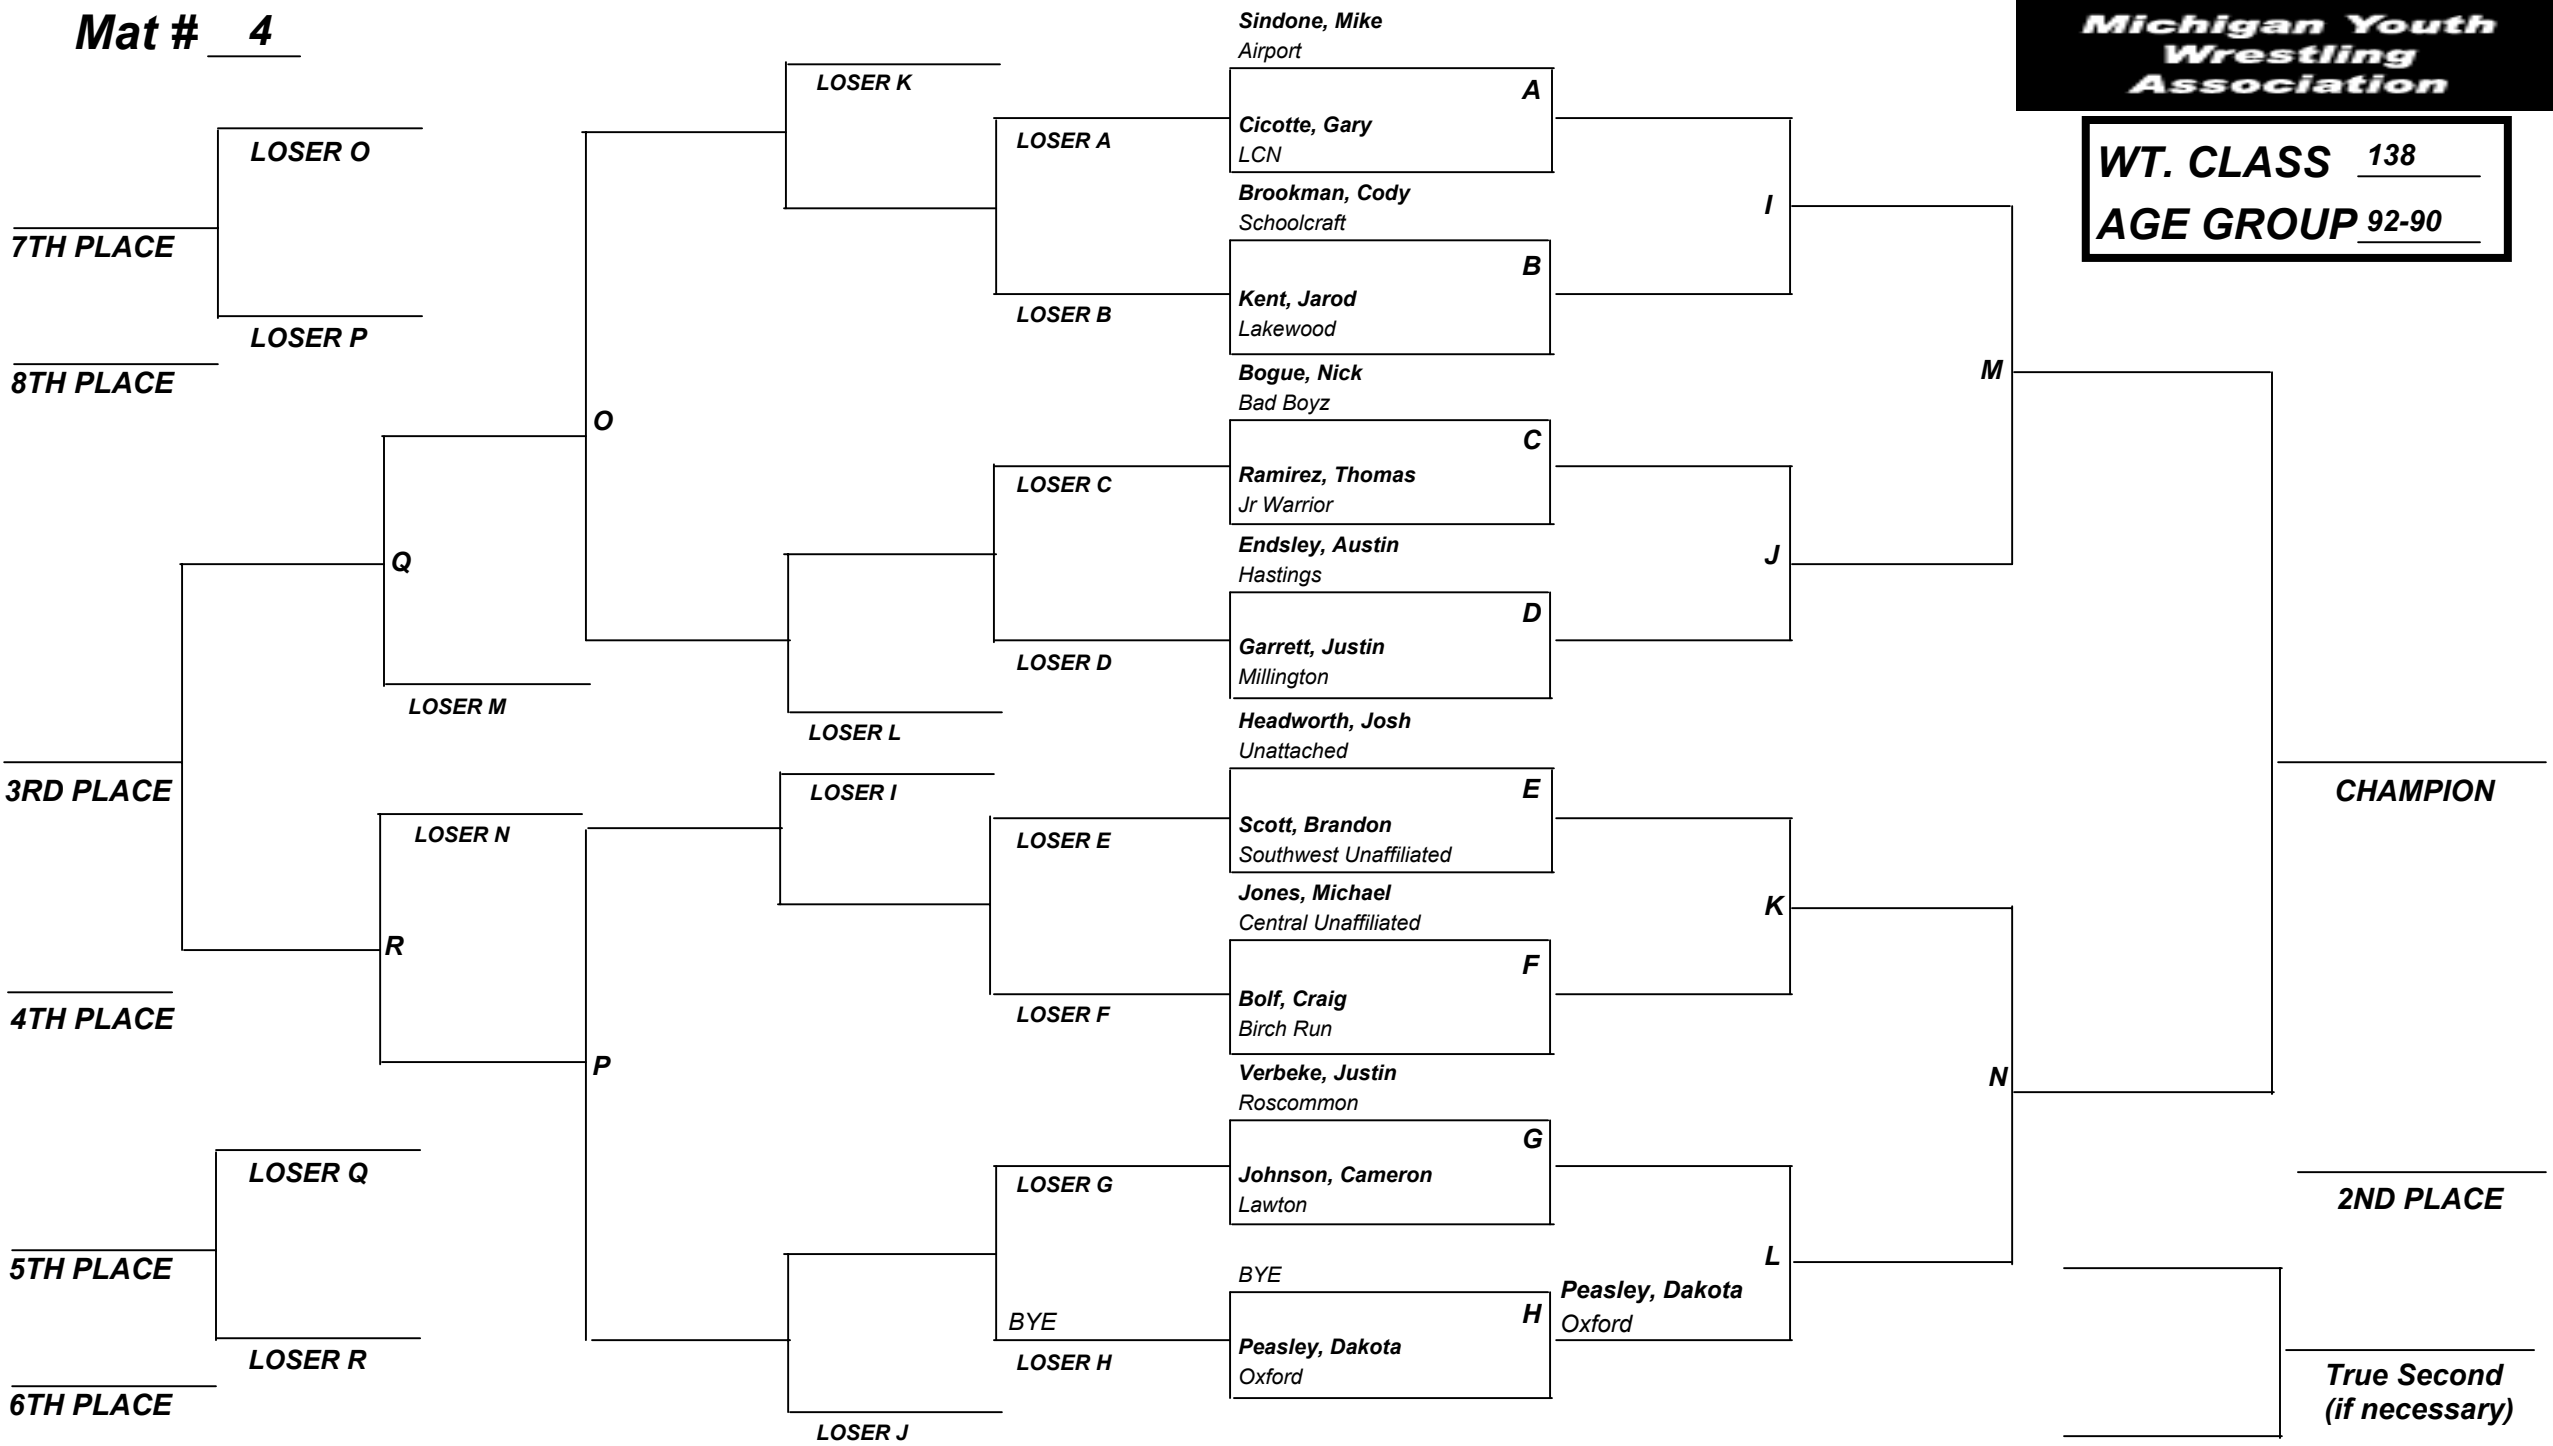 Mat # 4
Michigan Youth
Wrestling
Association
WT. CLASS 138
AGE GROUP 92-90
LOSER O
7TH PLACE
LOSER P
8TH PLACE
O
Q
LOSER M
3RD PLACE
LOSER N
R
4TH PLACE
P
LOSER Q
5TH PLACE
LOSER R
6TH PLACE
LOSER K
LOSER A
LOSER B
LOSER C
LOSER D
LOSER L
LOSER I
LOSER E
LOSER F
LOSER G
BYE
LOSER H
LOSER J
Sindone, Mike
Airport
A
Cicotte, Gary
LCN
Brookman, Cody
Schoolcraft
B
Kent, Jarod
Lakewood
Bogue, Nick
Bad Boyz
C
Ramirez, Thomas
Jr Warrior
Endsley, Austin
Hastings
D
Garrett, Justin
Millington
Headworth, Josh
Unattached
E
Scott, Brandon
Southwest Unaffiliated
Jones, Michael
Central Unaffiliated
F
Bolf, Craig
Birch Run
Verbeke, Justin
Roscommon
G
Johnson, Cameron
Lawton
BYE
H
Peasley, Dakota
Oxford
I
J
K
L
Peasley, Dakota
Oxford
M
N
CHAMPION
2ND PLACE
True Second
(if necessary)